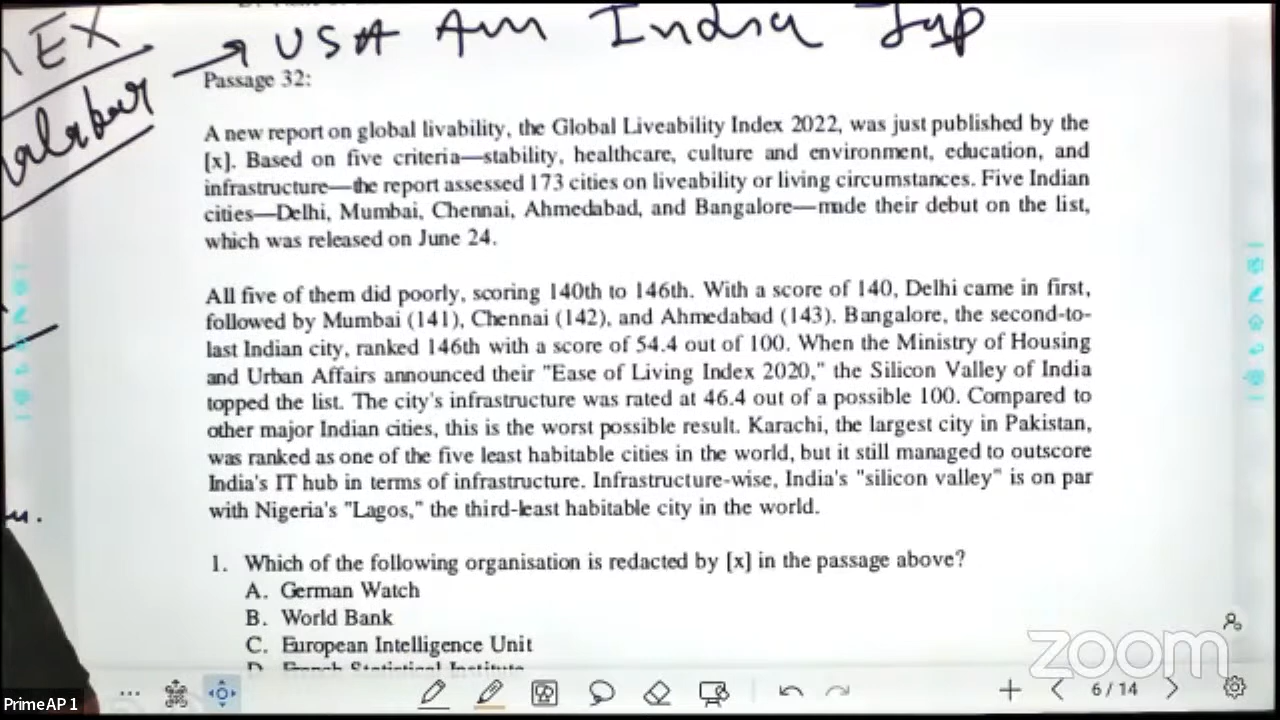 USA Aus India Jap
Passage 32:
A new report on global livability, the Global Liveability Index 2022, was just published by the
[x]. Based on five criteria—stability, healthcare, culture and environment, education, and
infrastructure—the report assessed 173 cities on liveability or living circumstances. Five Indian
cities—Delhi, Mumbai, Chennai, Ahmedabad, and Bangalore—made their debut on the list,
which was released on June 24.
All five of them did poorly, scoring 140th to 146th. With a score of 140, Delhi came in first,
followed by Mumbai (141), Chennai (142), and Ahmedabad (143). Bangalore, the second-to-
last Indian city, ranked 146th with a score of 54.4 out of 100. When the Ministry of Housing
and Urban Affairs announced their "Ease of Living Index 2020," the Silicon Valley of India
topped the list. The city's infrastructure was rated at 46.4 out of a possible 100. Compared to
other major Indian cities, this is the worst possible result. Karachi, the largest city in Pakistan,
was ranked as one of the five least habitable cities in the world, but it still managed to outscore
India's IT hub in terms of infrastructure. Infrastructure-wise, India's "silicon valley" is on par
with Nigeria's "Lagos," the third-least habitable city in the world.
1. Which of the following organisation is redacted by [x] in the passage above?
A. German Watch
B. World Bank
C. European Intelligence Unit
D. French Statistical Institute
zoom
6/14
PrimeAP 1